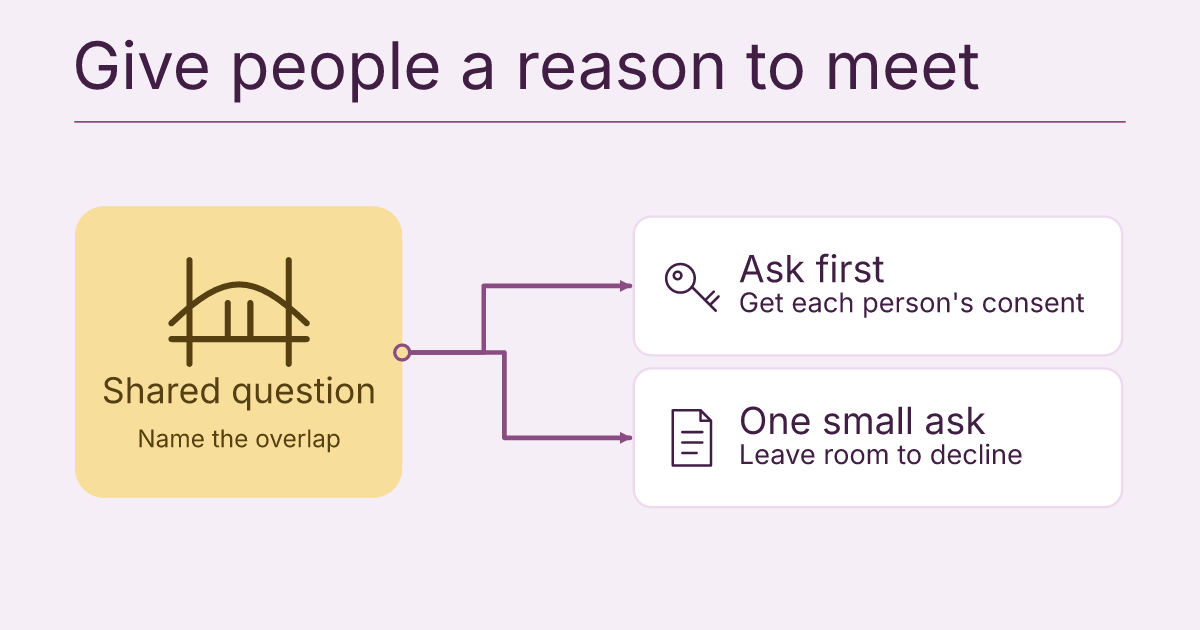 Give people a reason to meet
Shared question
Name the overlap
Ask first
Get each person's consent
One small ask
Leave room to decline